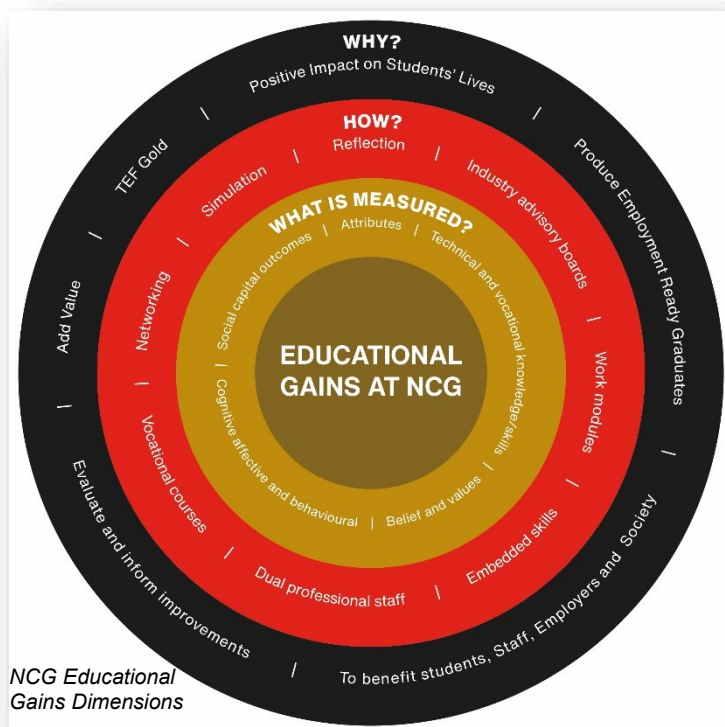 WHY?
Positive Impact on Students' Lives
|
Produce Employment Ready Graduates
|
To benefit students, Staff, Employers and Society
|
Evaluate and inform improvements
|
Add Value
|
TEF Gold
|
HOW?
Reflection
|
Industry advisory boards
|
Work modules
|
Embedded skills
|
Dual professional staff
|
Vocational courses
|
Networking
|
Simulation
|
WHAT IS MEASURED?
Attributes
|
Technical and vocational knowledge/skills
|
Belief and values
|
Cognitive affective and behavioural
|
Social capital outcomes
|
EDUCATIONAL
GAINS AT NCG
NCG Educational
Gains Dimensions